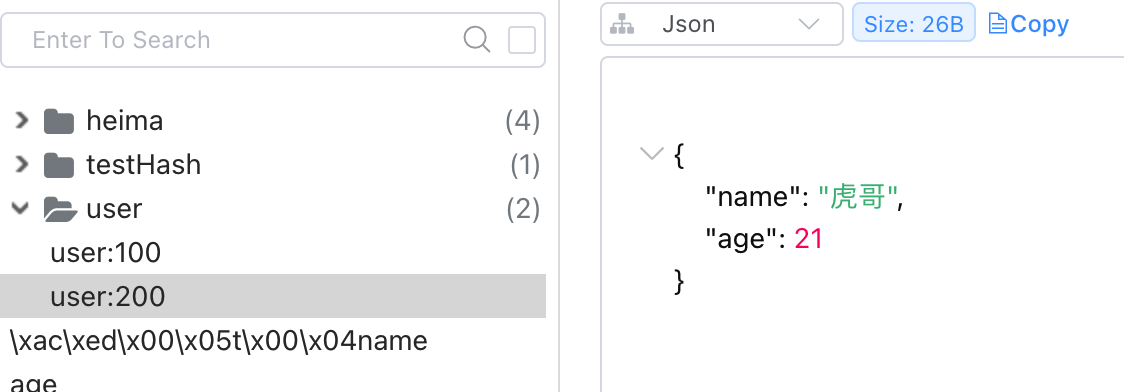 Enter To Search
heima (4)
testHash (1)
user (2)
user:100
user:200
\xac\xed\x00\x05t\x00\x04name
age
Json Size: 26B Copy
{
"name": "虎哥",
"age": 21
}